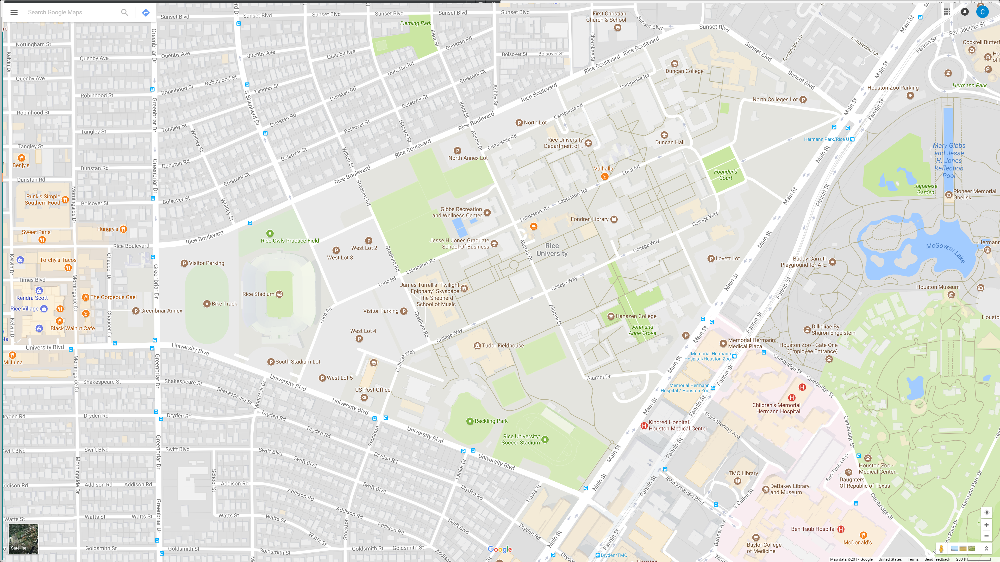 Search Google Maps
Sunset Blvd
Sunset Blvd
Sunset Blvd
Sunset Blvd
Sunset Blvd
Sunset Blvd
First Christian
Church & School
Sunset Blvd
Sunset Blvd
Main St
San Jacinto St
C
rd
Fleming Park
Kent St
Cherokee St
Rice Boulevard
Longfellow Ln
Remington Ln
Fannin St
Cockrell Butterf
Nottingham St
Greenbriar Dr
Kelvin Dr
Quenby Ave
Quenby Ave
Quenby Ave
Quenby Ave
Dunstan Rd
Bolsover St
Bolsover St
Sunset Blvd
Ho
of
Quenby Ave
Robinhood St
Dunstan Rd
Bolsover St
Rice Boulevard
Duncan College
Campanile Rd
Sunset Blvd
Main St
Hermann Park
Robinhood St
Robinhood St
Tangley St
S Shepherd Dr
Dunstan Rd
Bolsover St
Ashby St
Rice Boulevard
North Colleges Lot
Houston Zoo Parking
Robinhood St
Greenbriar Dr
Kent St
Campanile Rd
Main St
Fannin St
Tangley St
Tangley St
Dunstan Rd
Bolsover St
Hazard St
Rice Boulevard
North Lot
Duncan Hall
Hermann Park/Rice U
Tangley St
Whitley St
Rice Boulevard
Alumni Dr
Campanile Rd
Rice University
Department of...
Mary Gibbs
and Jesse
H. Jones
Reflection
Pool
Benjy's
Dunstan Rd
Dunstan Rd
Greenbriar Dr
Bolsover St
Wilton St
North Annex Lot
Valhalla
Loop Rd
Founder's
Court
Main St
Dunstan Rd
Bolsover St
Rice Boulevard
Laboratory Rd
Japanese
Garden
Pioneer Memorial
Obelisk
Punk's Simple
Southern Food
Morningside Dr
Bolsover St
Bolsover St
Whitley St
Stadium Rd
Gibbs Recreation
and Wellness Center
Laboratory Rd
Fondren Library
College Way
Main St
Fannin St
Sweet Paris
Hungry's
Rice Boulevard
Rice Boulevard
Rice Owls Practice Field
West Lot 2
West Lot 3
Jesse H Jones Graduate
School Of Business
Alumni Dr
Rice
University
College Way
Main St
McGovern Lake
Hermann
Kelvin Dr
Torchy's Tacos
Chaucer Dr
Visitor Parking
Stadium Rd
Laboratory Rd
Lovett Lot
Buddy Carruth
Playground for All...
Times Blvd
Morningside Dr
Greenbriar Dr
Loop Rd
James Turrell's "Twilight
Epiphany" Skyspace
The Shepherd
School of Music
College Way
Main St
Fannin St
Houston Museum
Kendra Scott
The Gorgeous Gael
Rice Stadium
Bike Track
Rice Village
Greenbriar Annex
Loop Rd
Visitor Parking
Stadium Rd
Alumni Dr
Hanszen College
John and
Anne Grove
Fannin St
Housto
Kelvin Dr
Black Walnut Cafe
Chaucer Dr
West Lot 4
College Way
Main St
Dillidiiae By
Sharon Engelstein
eta
University Blvd
University Blvd
Tudor Fieldhouse
Memorial Hermann
Medical Plaza
Houston Zoo - Gate One
(Employee Entrance)
Mi Luna
Morningside Dr
Greenbriar Dr
South Stadium Lot
College Way
Main St
Memorial Hermann
Hospital/Houston Zoo
Cambridge St
Shakespeare St
Shakespeare St
University Blvd
West Lot 5
Alumni Dr
Fannin St
Cambridge St
Shakespeare St
Montclair Dr
US Post Office
Memorial Hermann
Hospital / Houston Zoo
University Blvd
Main St
Fannin St
Children's Memorial
Hermann Hospital
Dryden Rd
Dryden Rd
Dryden Rd
Dryden Rd
Reckling Park
Ross Sterling Ave
Cambridge St
Dryden Rd
Stockton
University Blvd
Rice University:
Soccer Stadium
Kindred Hospital
Houston Medical Center
Fannin St
Swift Blvd
Swift Blvd
Greenbriar Dr
Swift Blvd
Swift Blvd
Swift Blvd
Dryden Rd
Lanier Dr
University Blvd
Main St
Ben Taub Loop
Houston Zoo -
Medical Center...
Morningside Dr
School St
TMC Library
Daughters
Of-Republic of Texas
Addison Rd
Addison Rd
Addison Rd
Addison Rd
Addison Rd
Swift Blvd
Dryden Rd
Travis St
Main St
Fannin St
John Freeman Blvd
E Cullen St
DeBakey Library
and Museum
Hermann Park Dr
Cambridge St
Greenbriar Dr
Addison Rd
Watts St
Watts St
Watts St
Watts St
Watts St
Watts St
Addison Rd
Swift Blvd
Dryden Rd
Stockton
Main St
Fannin St
Bertner Ave
Ben Taub Hospital
McDonald's
Baylor College
of Medicine
Satellite
Goldsmith St
Goldsmith St
Goldsmith St
Goldsmith St
Goldsmith St
Addison
Google
Dryden/TMC
Houston
Map data ©2017 Google
United States
Terms
Send feedback
200 ft